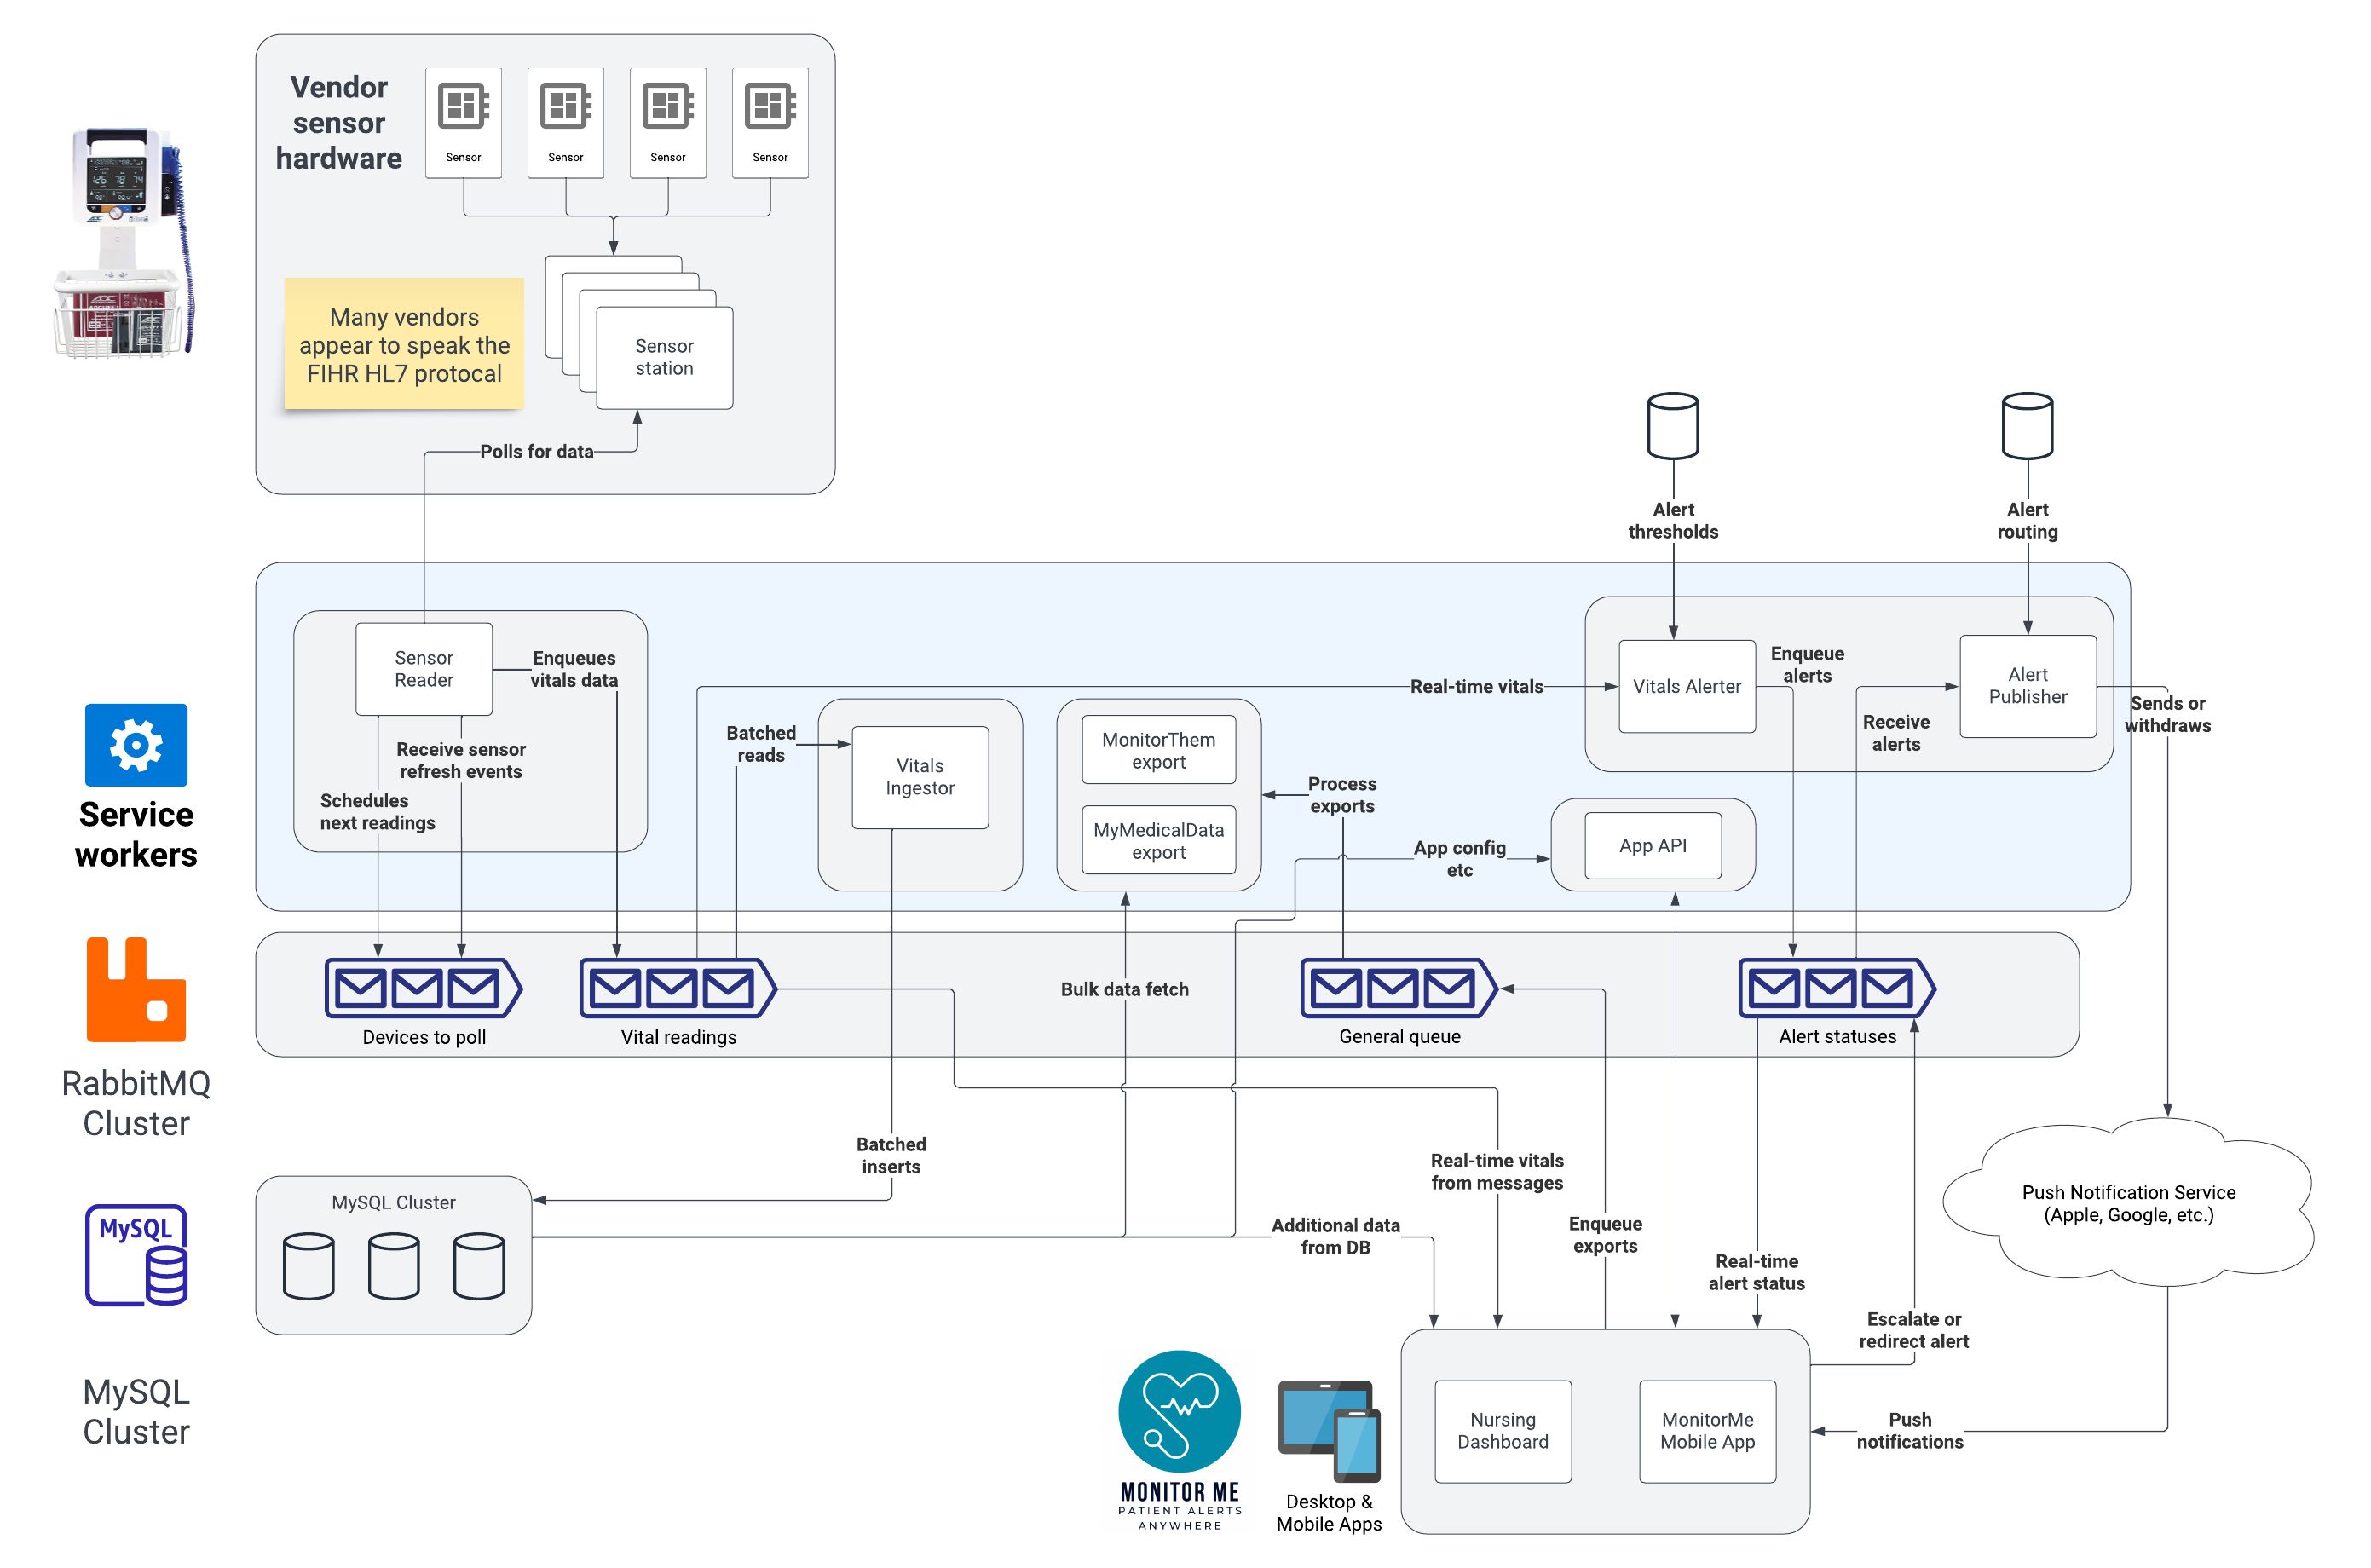 Vendor
sensor
hardware
Sensor
Sensor
Sensor
Sensor
Many vendors
appear to speak the
FIHR HL7 protocal
Sensor
station
Polls for data
Alert
thresholds
Alert
routing
Sensor
Reader
Enqueues
vitals data
Receive sensor
refresh events
Schedules
next readings
Batched
reads
Vitals
Ingestor
MonitorThem
export
MyMedicalData
export
Process
exports
Real-time vitals
Vitals Alerter
Enqueue
alerts
Receive
alerts
Alert
Publisher
Sends or
withdraws
App config
etc
App API
Service
workers
Devices to poll
Vital readings
Bulk data fetch
General queue
Alert statuses
RabbitMQ
Cluster
Batched
inserts
Real-time vitals
from messages
Additional data
from DB
Enqueue
exports
Real-time
alert status
Escalate or
redirect alert
Push Notification Service
(Apple, Google, etc.)
MySQL
MySQL Cluster
MySQL
Cluster
MONITOR ME
PATIENT ALERTS
ANYWHERE
Desktop &
Mobile Apps
Nursing
Dashboard
MonitorMe
Mobile App
Push
notifications